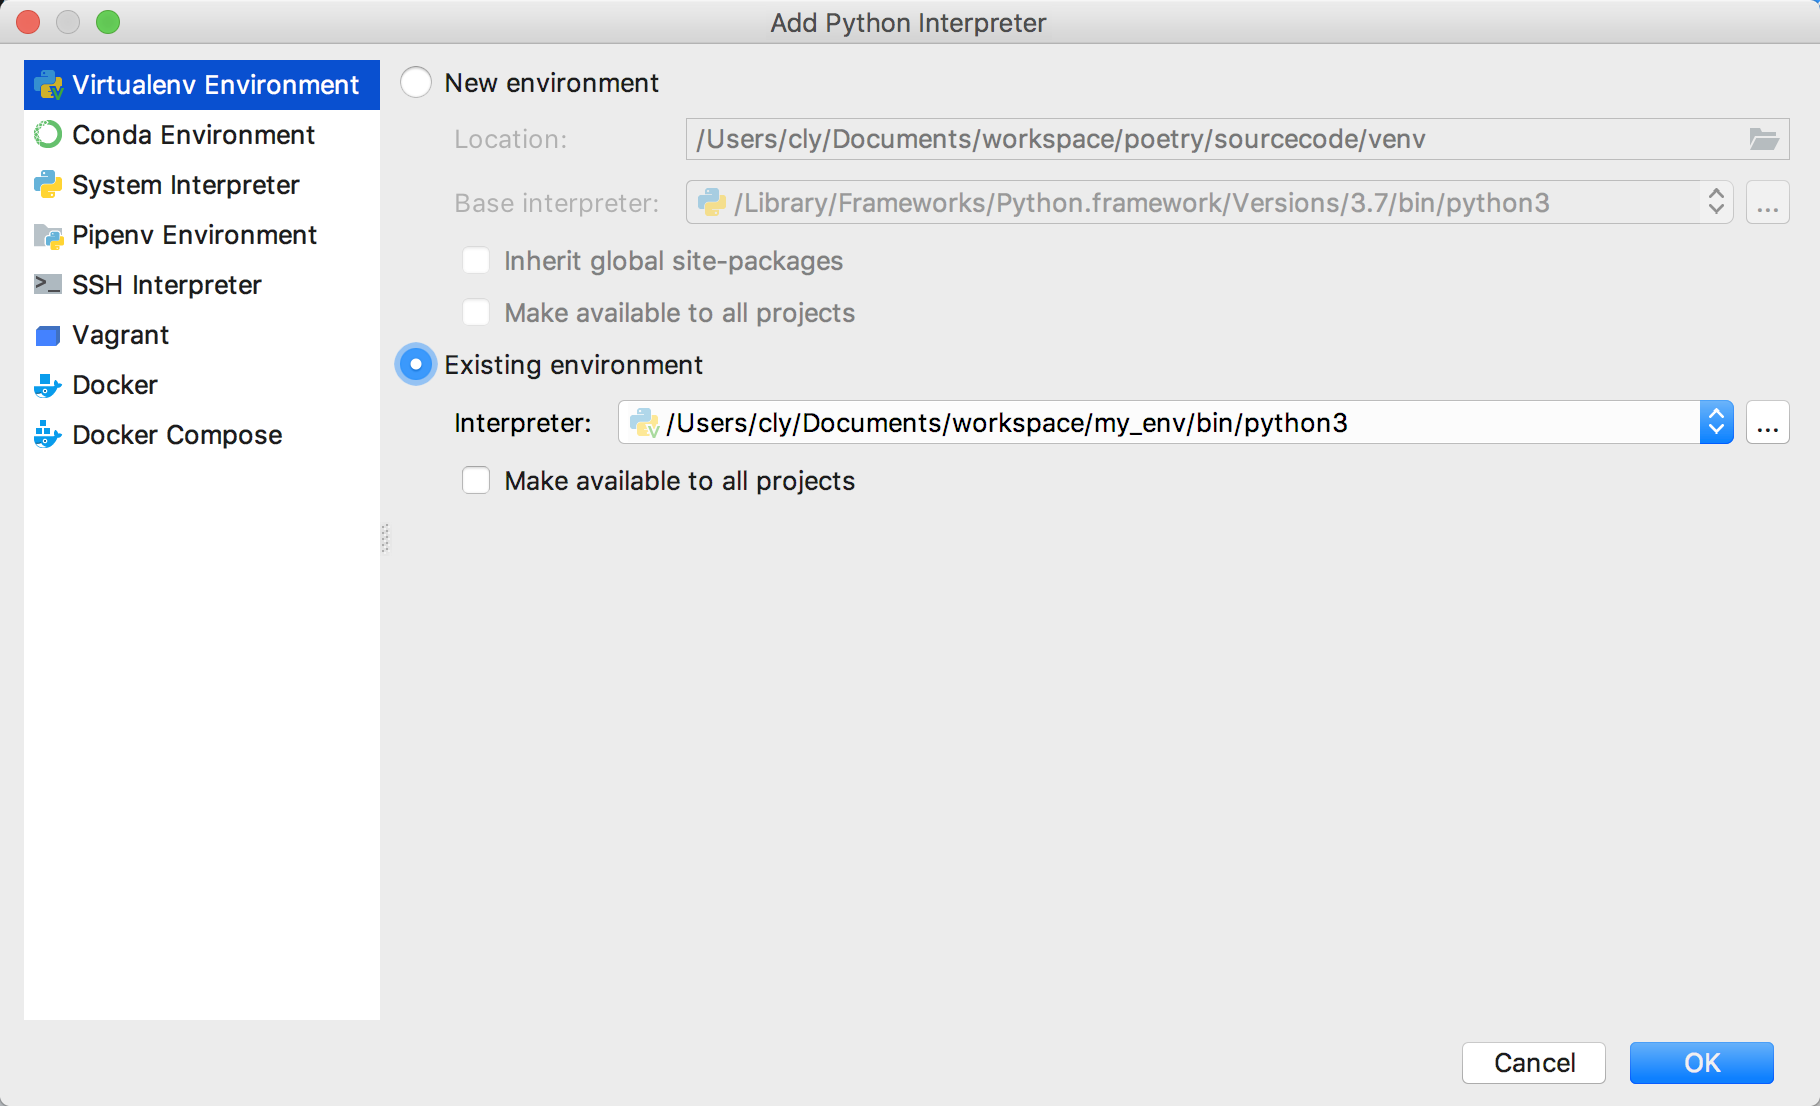 Add Python Interpreter
Virtualenv Environment
Conda Environment
System Interpreter
Pipenv Environment
SSH Interpreter
Vagrant
Docker
Docker Compose
New environment
Location: /Users/cly/Documents/workspace/poetry/sourcecode/venv
Base interpreter: /Library/Frameworks/Python.framework/Versions/3.7/bin/python3 ...
Inherit global site-packages
Make available to all projects
Existing environment
Interpreter: /Users/cly/Documents/workspace/my_env/bin/python3 ...
Make available to all projects
Cancel OK